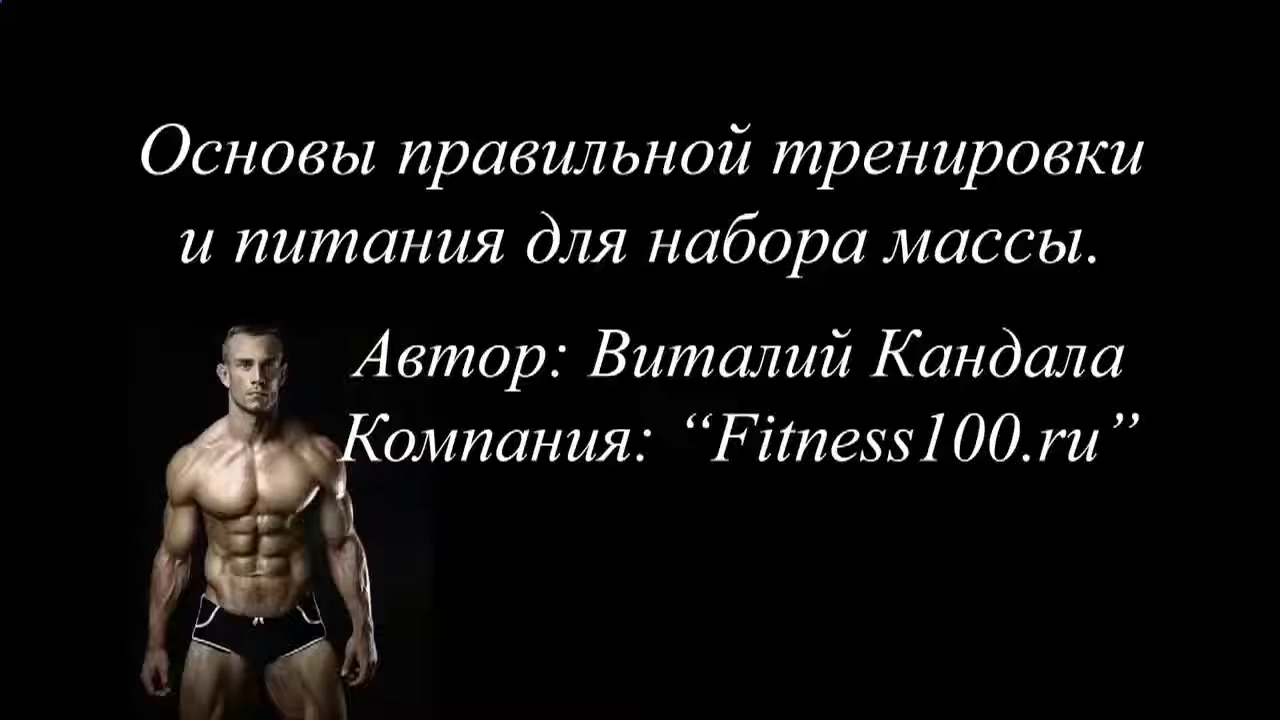 Основы правильной тренировки
и питания для набора массы.
Автор: Виталий Кандала
Компания: “Fitness100.ru”